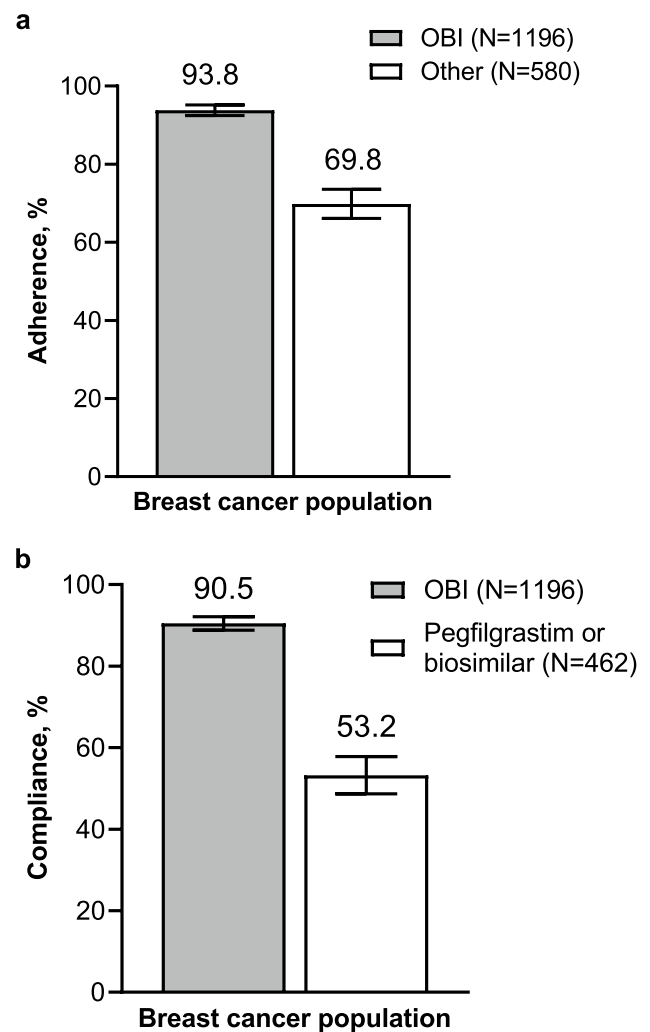 a
OBI (N=1196)
Other (N=580)
93.8
69.8
100
80
60
40
20
0
Adherence, %
Breast cancer population
b
OBI (N=1196)
Pegfilgrastim or
biosimilar (N=462)
90.5
53.2
100
80
60
40
20
0
Compliance, %
Breast cancer population